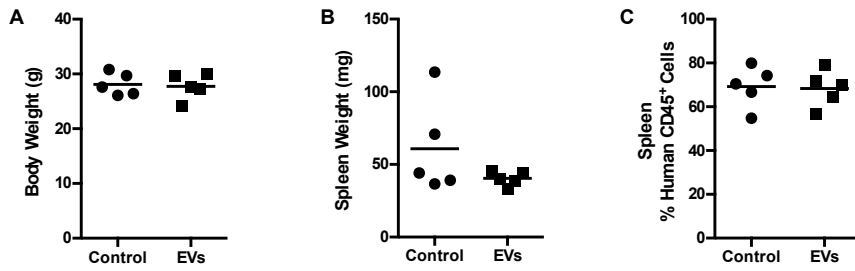 A
Body Weight (g)
40
30
20
10
0
Control
EVs
B
Spleen Weight (mg)
150
100
50
0
Control
EVs
C
Spleen
% Human CD45⁺ Cells
100
80
60
40
20
0
Control
EVs